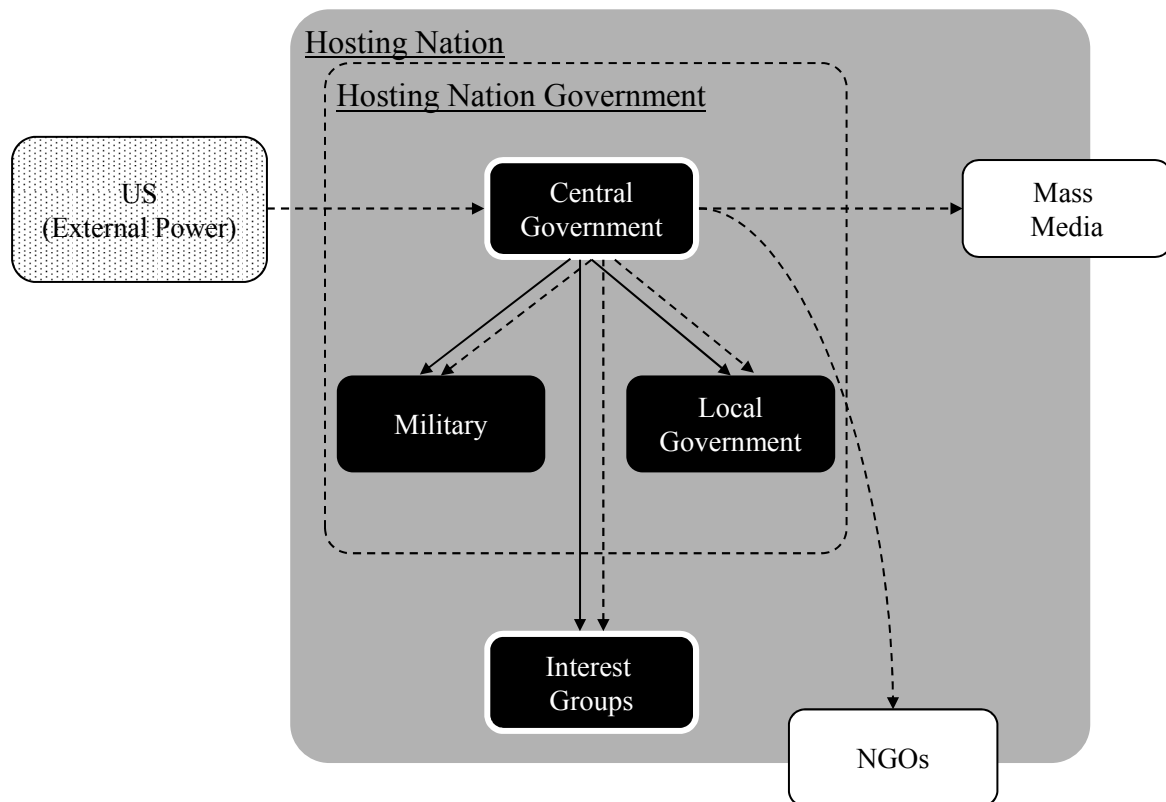 Hosting Nation
Hosting Nation Government
US
(External Power)
Central
Government
Mass
Media
Military
Local
Government
Interest
Groups
NGOs